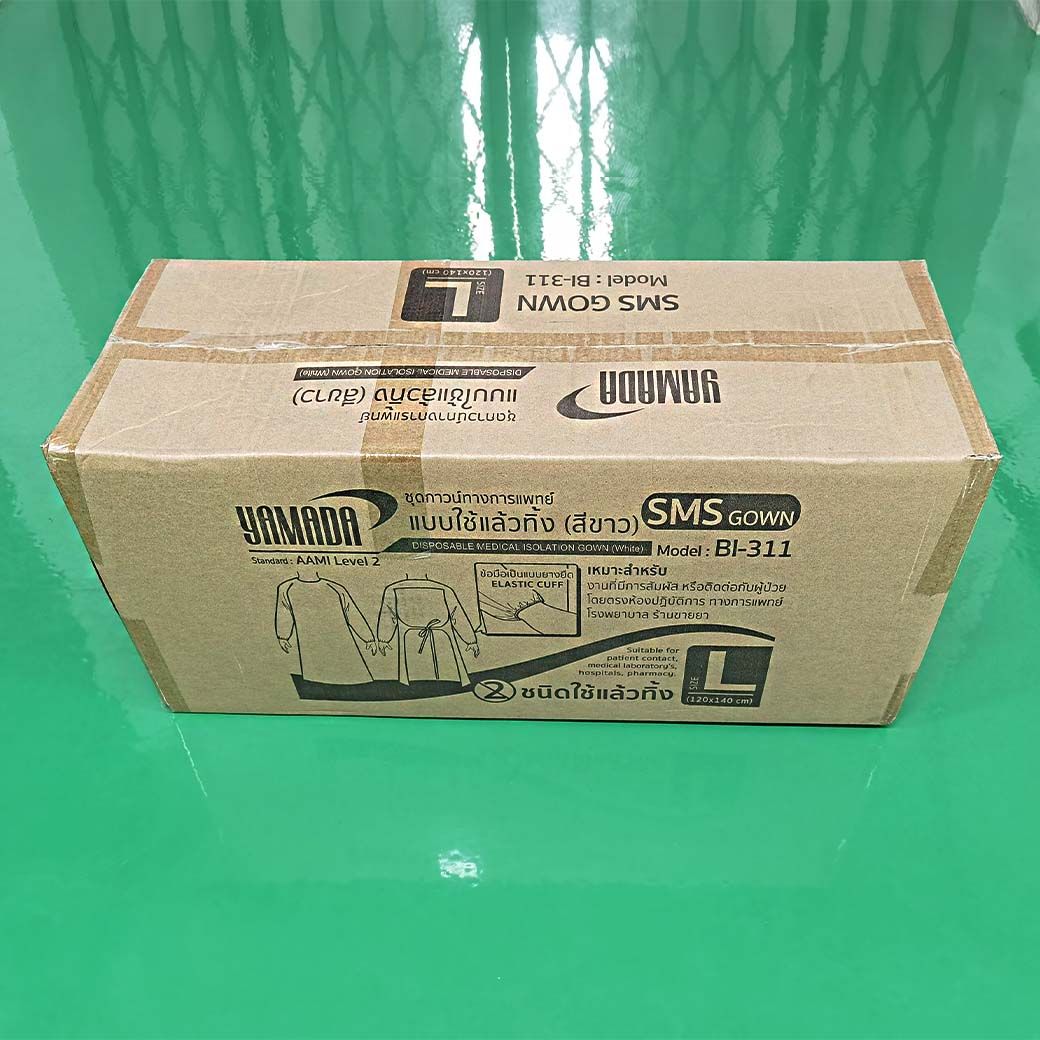 SMS GOWN
Model : BI-311
SIZE
L
(120x140 cm)
YAMADA
ชุดกาวน์ทางการแพทย์
แบบใช้แล้วทิ้ง (สีขาว)
DISPOSABLE MEDICAL ISOLATION GOWN (White)
YAMADA
Standard : AAMI Level 2
ชุดกาวน์ทางการแพทย์
แบบใช้แล้วทิ้ง (สีขาว)
DISPOSABLE MEDICAL ISOLATION GOWN (White)
SMS GOWN
Model : BI-311
ข้อมือเป็นแบบยางยืด
ELASTIC CUFF
เหมาะสำหรับ
งานที่มีการสัมผัส หรือติดต่อกับผู้ป่วย
โดยตรงห้องปฏิบัติการ ทางการแพทย์
โรงพยาบาล ร้านขายยา
Suitable for
patient contact,
medical laboratory's,
hospitals, pharmacy.
2 ชนิดใช้แล้วทิ้ง
SIZE
L
(120x140 cm)